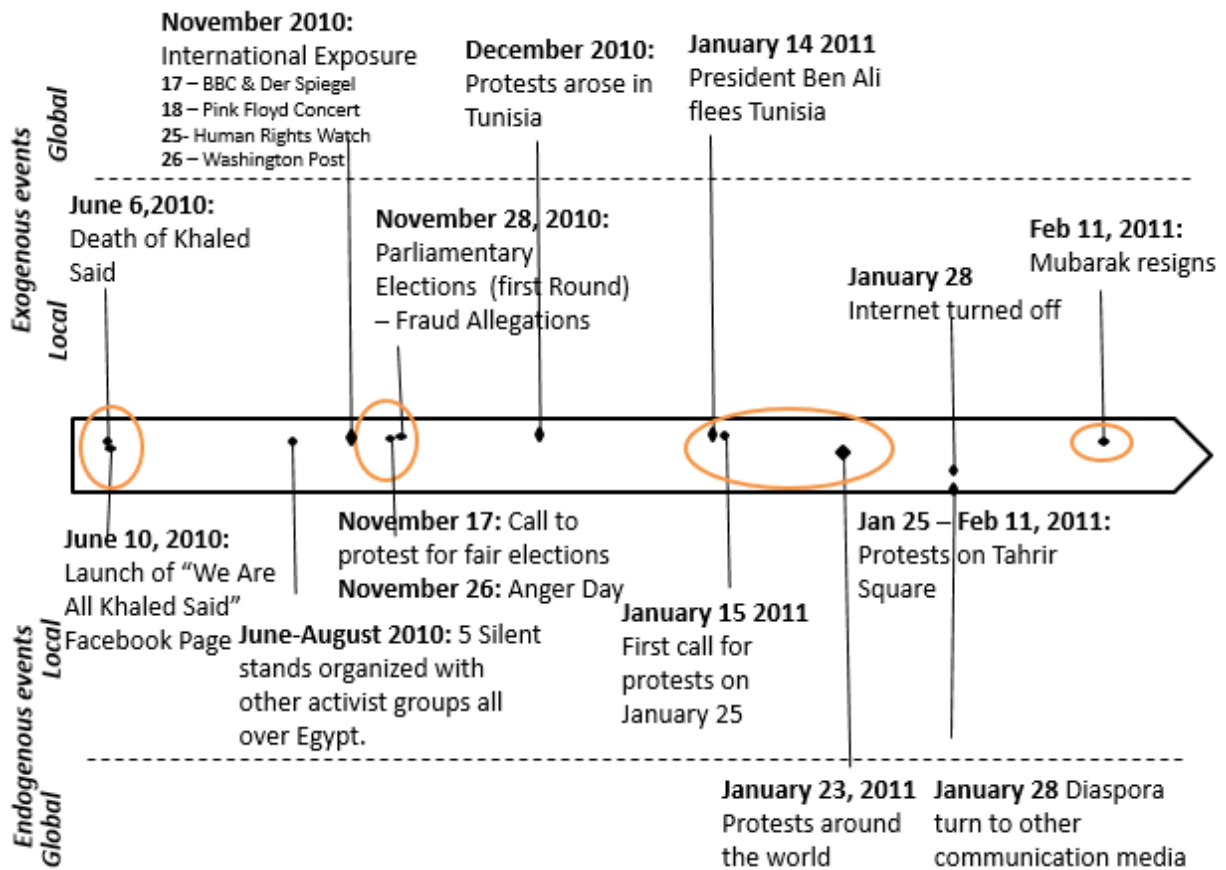 Exogenous events
Global
Local
November 2010:
International Exposure
17 – BBC & Der Spiegel
18 – Pink Floyd Concert
25- Human Rights Watch
26 – Washington Post
December 2010:
Protests arose in
Tunisia
January 14 2011
President Ben Ali
flees Tunisia
June 6,2010:
Death of Khaled
Said
November 28, 2010:
Parliamentary
Elections (first Round)
– Fraud Allegations
January 28
Internet turned off
Feb 11, 2011:
Mubarak resigns
Endogenous events
Local
Global
June 10, 2010:
Launch of “We Are
All Khaled Said”
Facebook Page
June-August 2010: 5 Silent
stands organized with
other activist groups all
over Egypt.
November 17: Call to
protest for fair elections
November 26: Anger Day
January 15 2011
First call for
protests on
January 25
Jan 25 – Feb 11, 2011:
Protests on Tahrir
Square
January 23, 2011
Protests around
the world
January 28 Diaspora
turn to other
communication media